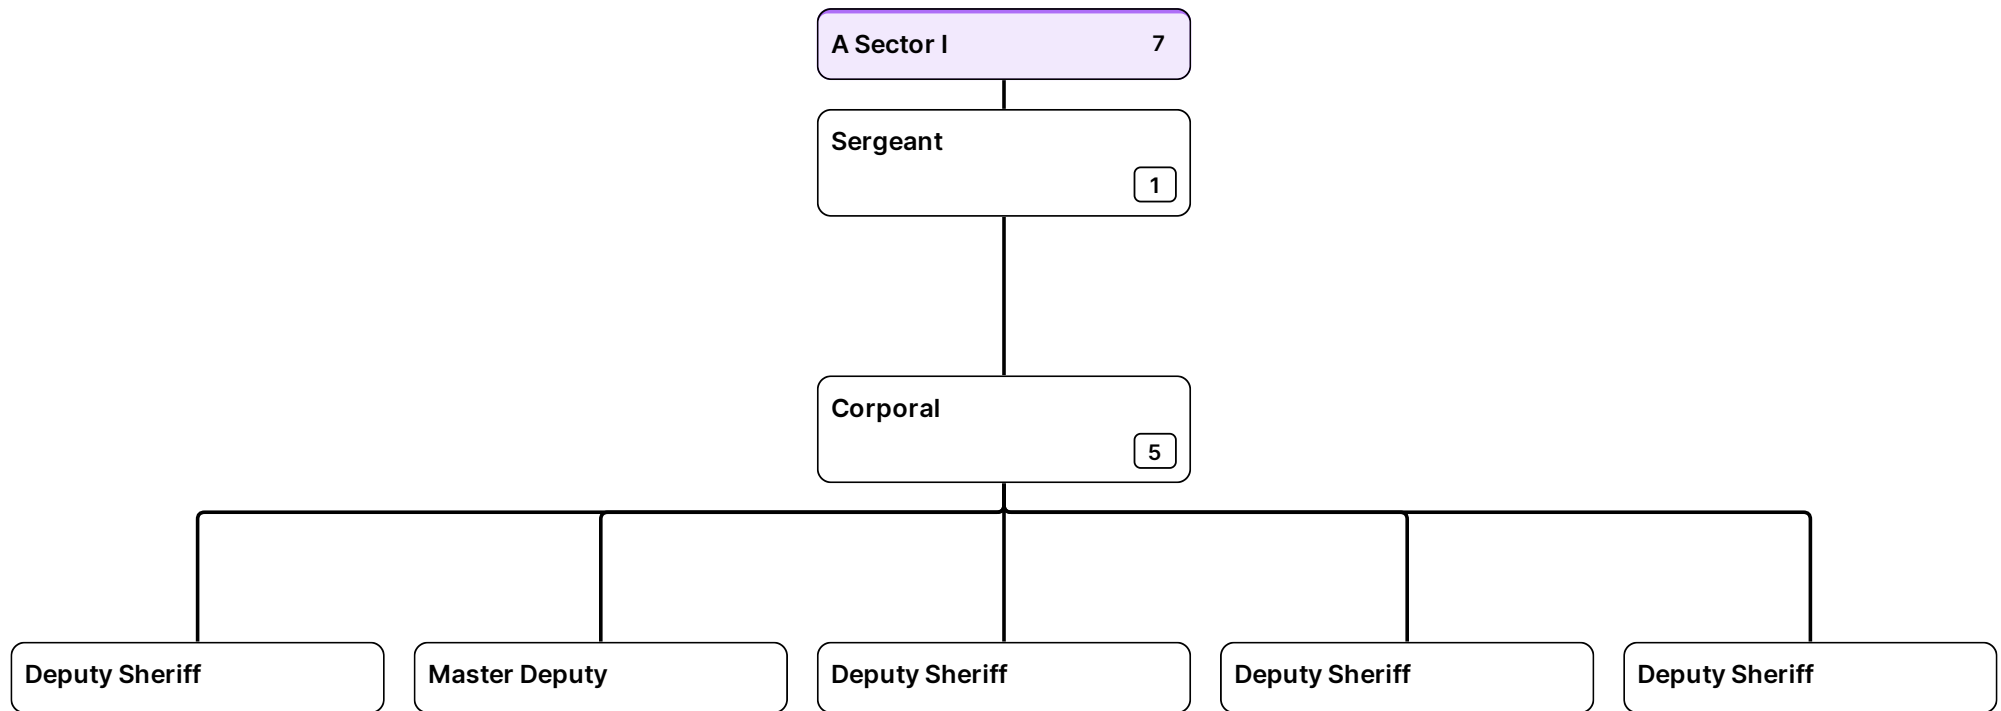 A Sector I 7
Sergeant
1
Corporal
5
Deputy Sheriff
Master Deputy
Deputy Sheriff
Deputy Sheriff
Deputy Sheriff